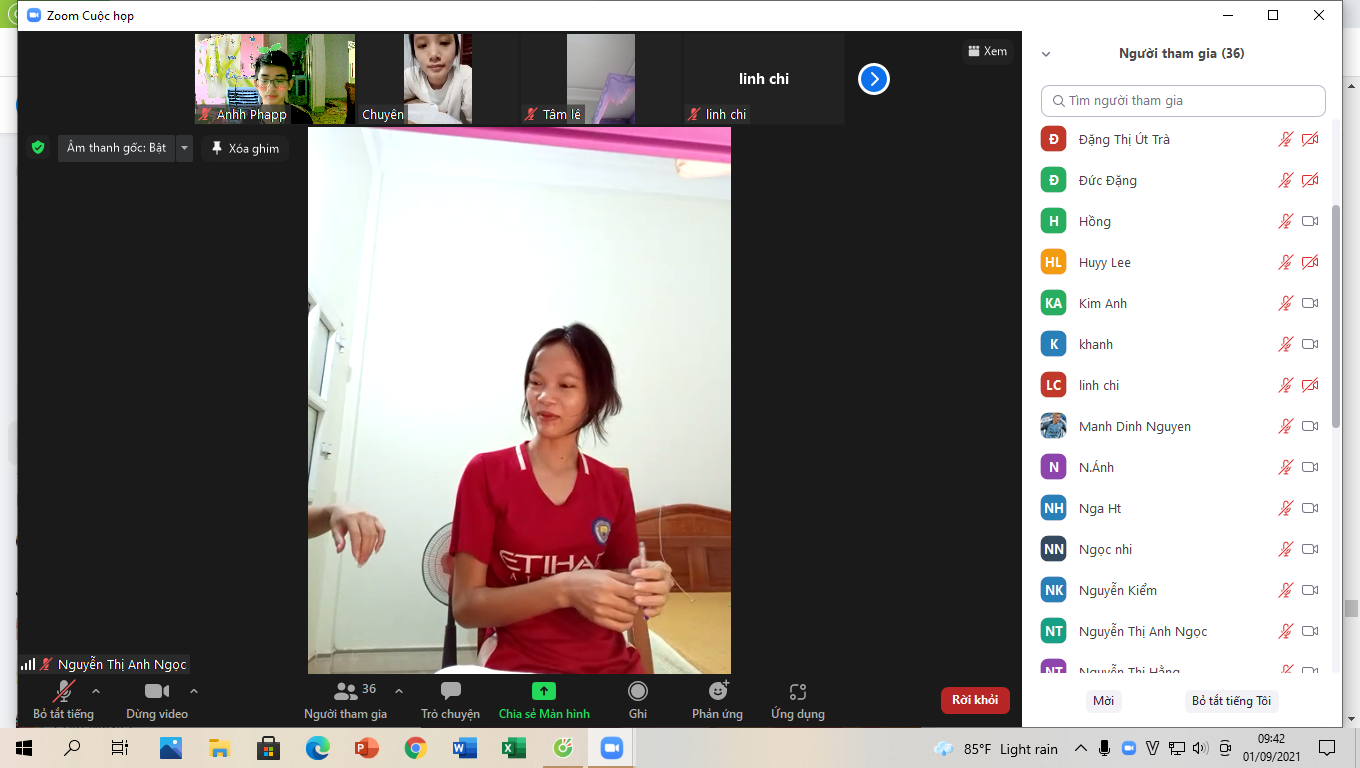 Zoom Cuộc họp
Anhh Phapp
Chuyên
Tâm lê
linh chi
linh chi
Xem
Âm thanh gốc: Bật
Xóa ghim
ETIHA
Nguyễn Thị Anh Ngọc
Người tham gia (36)
Tìm người tham gia
Đ Đặng Thị Út Trà
Đ Đức Đặng
H Hồng
HL Huyy Lee
KA Kim Anh
K khanh
LC linh chi
Manh Dinh Nguyen
N N.Ánh
NH Nga Ht
NN Ngọc nhi
NK Nguyễn Kiểm
NT Nguyễn Thị Anh Ngọc
NT Nguyễn Thị Hằng
Mời
Bỏ tắt tiếng Tôi
Bỏ tắt tiếng
Dừng video
36
Người tham gia
Trò chuyện
Chia sẻ Màn hình
Ghi
Phản ứng
Ứng dụng
Rời khỏi
85°F Light rain
09:42
01/09/2021